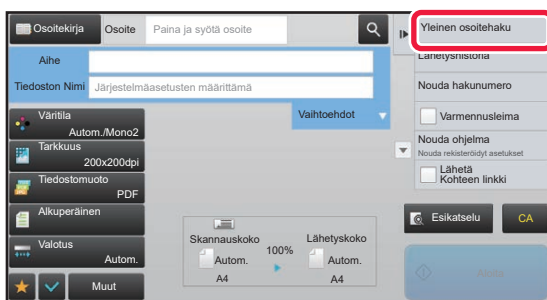 Osoitekirja
Osoite
Paina ja syötä osoite
Yleinen osoitehaku
Aihe
Lähetyshistoria
Tiedoston Nimi
Järjestelmäasetusten määrittämä
Nouda hakunumero
Vaihtoehdot
Varmennusleima
Väritila
Autom./Mono2
Nouda ohjelma
Nouda rekisteröidyt asetukset
Tarkkuus
200x200dpi
Lähetä
Kohteen linkki
Tiedostomuoto
PDF
Alkuperäinen
Esikatselu
CA
Skannauskoko
100%
Lähetyskoko
Valotus
Autom.
Autom.
Autom.
A4
A4
Aloita
Muut